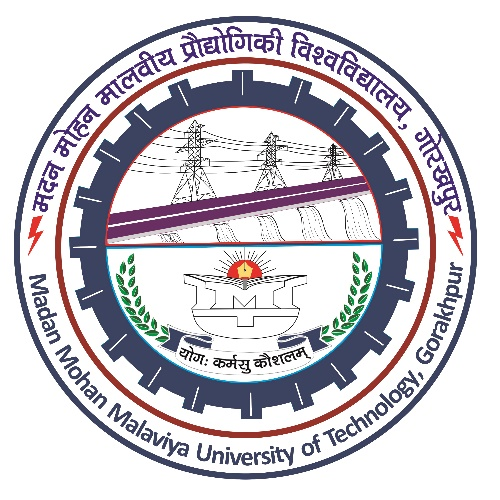 मदन मोहन मालवीय प्रौद्योगिकी विश्वविद्यालय, गोरखपुर
योगः कर्मसु कौशलम्
Madan Mohan Malaviya University of Technology, Gorakhpur